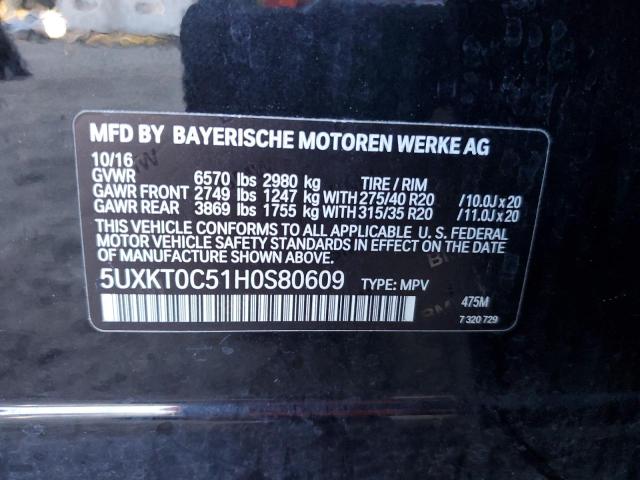 MFD BY BAYERISCHE MOTOREN WERKE AG
10/16
GVWR 6570 lbs 2980 kg TIRE / RIM
GAWR FRONT 2749 lbs 1247 kg WITH 275/40 R20 /10.0J x 20
GAWR REAR 3869 lbs 1755 kg WITH 315/35 R20 /11.0J x 20
THIS VEHICLE CONFORMS TO ALL APPLICABLE U. S. FEDERAL
MOTOR VEHICLE SAFETY STANDARDS IN EFFECT ON THE DATE
OF MANUFACTURE SHOWN ABOVE.
5UXKT0C51H0S80609 TYPE: MPV
475M
7 320 729